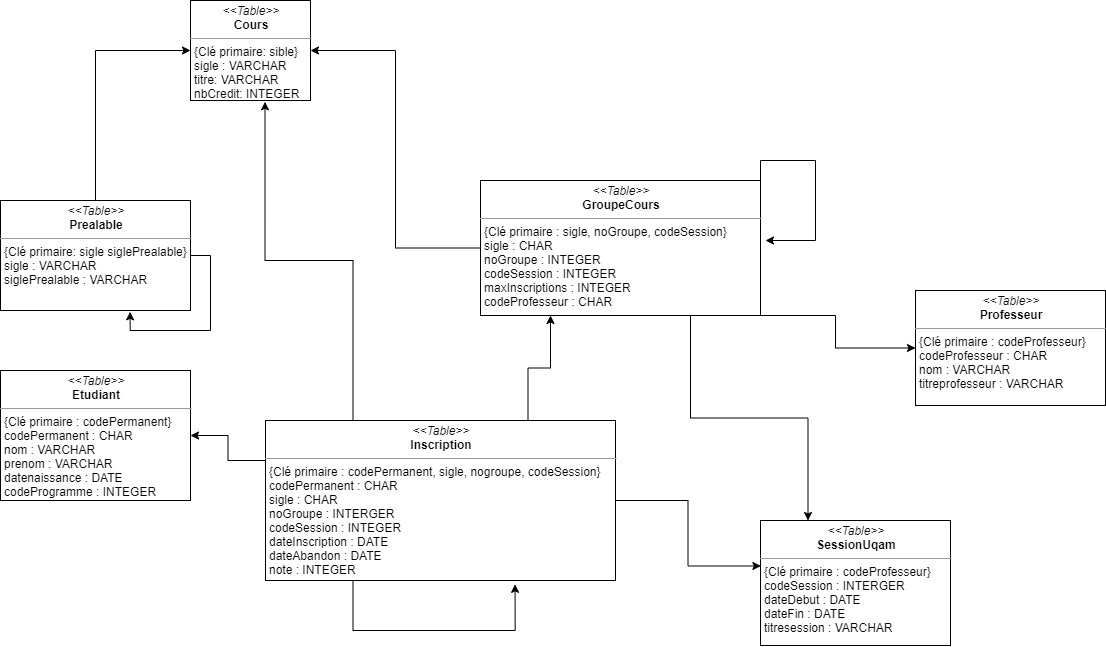 <<Table>>
Cours
{Clé primaire: sible}
sigle : VARCHAR
titre: VARCHAR
nbCredit: INTEGER
<<Table>>
Prealable
{Clé primaire: sigle siglePrealable}
sigle : VARCHAR
siglePrealable : VARCHAR
<<Table>>
GroupeCours
{Clé primaire : sigle, noGroupe, codeSession}
sigle : CHAR
noGroupe : INTEGER
codeSession : INTEGER
maxInscriptions : INTEGER
codeProfesseur : CHAR
<<Table>>
Professeur
{Clé primaire : codeProfesseur}
codeProfesseur : CHAR
nom : VARCHAR
titreprofesseur : VARCHAR
<<Table>>
Etudiant
{Clé primaire : codePermanent}
codePermanent : CHAR
nom : VARCHAR
prenom : VARCHAR
datenaissance : DATE
codeProgramme : INTEGER
<<Table>>
Inscription
{Clé primaire : codePermanent, sigle, nogroupe, codeSession}
codePermanent : CHAR
sigle : CHAR
noGroupe : INTERGER
codeSession : INTEGER
dateInscription : DATE
dateAbandon : DATE
note : INTEGER
<<Table>>
SessionUqam
{Clé primaire : codeProfesseur}
codeSession : INTERGER
dateDebut : DATE
dateFin : DATE
titresession : VARCHAR